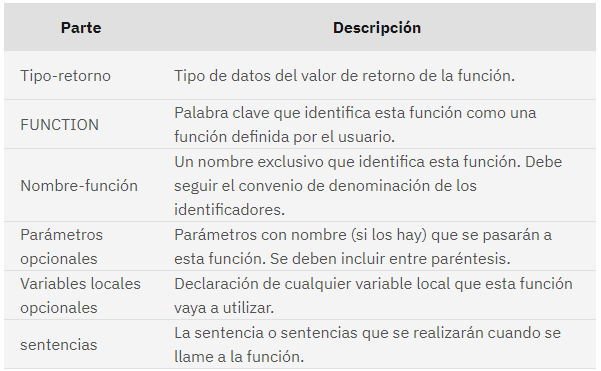 Parte Descripción
Tipo-retorno Tipo de datos del valor de retorno de la función.
FUNCTION Palabra clave que identifica esta función como una
función definida por el usuario.
Nombre-función Un nombre exclusivo que identifica esta función. Debe
seguir el convenio de denominación de los
identificadores.
Parámetros Parámetros con nombre (si los hay) que se pasarán a
opcionales esta función. Se deben incluir entre paréntesis.
Variables locales Declaración de cualquier variable local que esta función
opcionales vaya a utilizar.
sentencias La sentencia o sentencias que se realizarán cuando se
llame a la función.